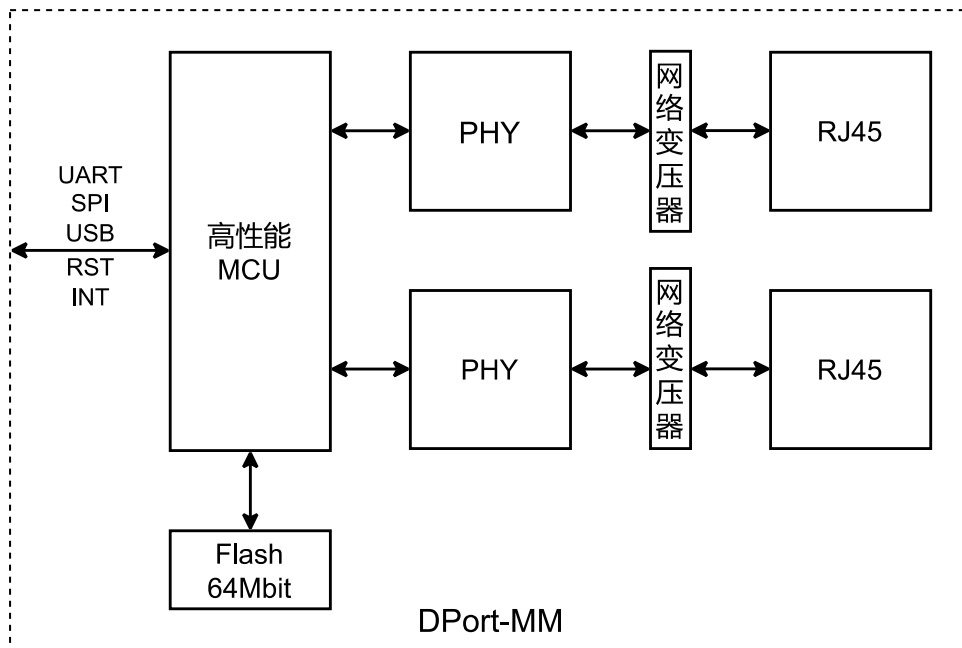 UART
SPI
USB
RST
INT
高性能
MCU
Flash
64Mbit
PHY
网络变压器
RJ45
PHY
网络变压器
RJ45
DPort-MM